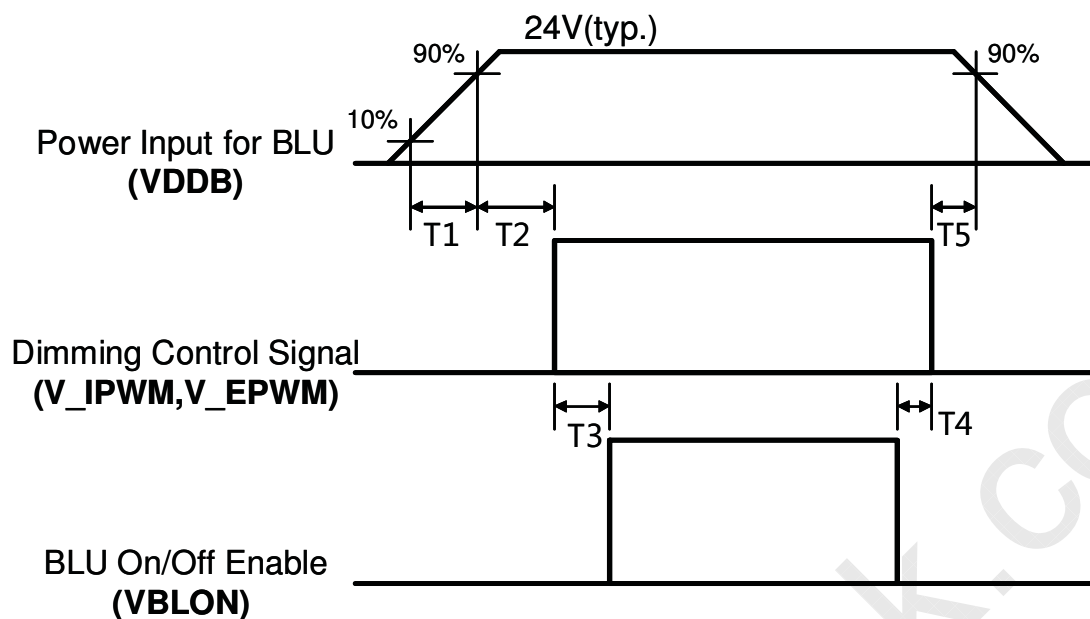 24V(typ.)
90%
90%
10%
Power Input for BLU
(VDDB)
T1
T2
T5
Dimming Control Signal
(V_IPWM,V_EPWM)
T3
T4
BLU On/Off Enable
(VBLON)
k.co